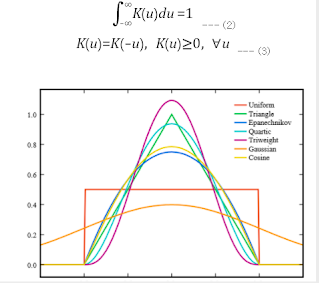 ∫_{-∞}^{∞} K(u)du = 1 --- (2)
K(u)=K(-u), K(u)≥0, ∀u --- (3)
1.0
0.8
0.6
0.4
0.2
0.0
Uniform
Triangle
Epanechnikov
Quartic
Triweight
Gaussian
Cosine